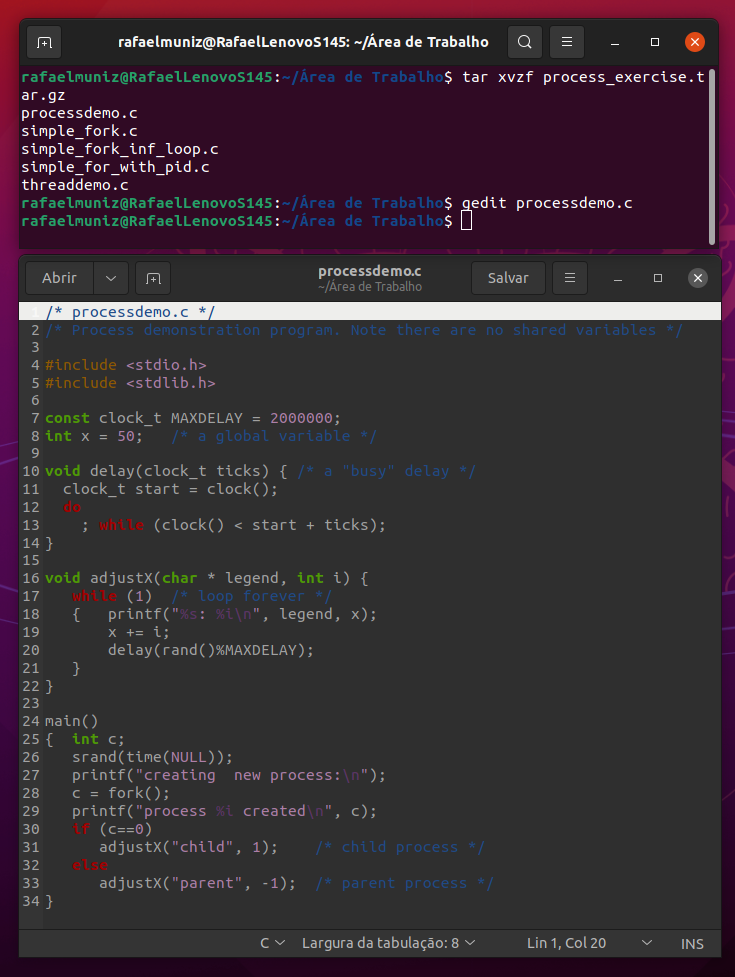 rafaelmuniz@RafaelLenovoS145: ~/Área de Trabalho
rafaelmuniz@RafaelLenovoS145:~/Área de Trabalho$ tar xvzf process_exercise.t
ar.gz
processdemo.c
simple_fork.c
simple_fork_inf_loop.c
simple_for_with_pid.c
threaddemo.c
rafaelmuniz@RafaelLenovoS145:~/Área de Trabalho$ gedit processdemo.c
rafaelmuniz@RafaelLenovoS145:~/Área de Trabalho$
Abrir
processdemo.c
~/Área de Trabalho
Salvar
1 /* processdemo.c */
2 /* Process demonstration program. Note there are no shared variables */
3
4 #include <stdio.h>
5 #include <stdlib.h>
6
7 const clock_t MAXDELAY = 2000000;
8 int x = 50;   /* a global variable */
9
10 void delay(clock_t ticks) { /* a "busy" delay */
11   clock_t start = clock();
12   do
13     ; while (clock() < start + ticks);
14 }
15
16 void adjustX(char * legend, int i) {
17    while (1)  /* loop forever */
18    {   printf("%s: %i\n", legend, x);
19        x += i;
20        delay(rand()%MAXDELAY);
21    }
22 }
23
24 main()
25 {  int c;
26    srand(time(NULL));
27    printf("creating  new process:\n");
28    c = fork();
29    printf("process %i created\n", c);
30    if (c==0)
31       adjustX("child", 1);    /* child process */
32    else
33       adjustX("parent", -1);  /* parent process */
34 }
C
Largura da tabulação: 8
Lin 1, Col 20
INS